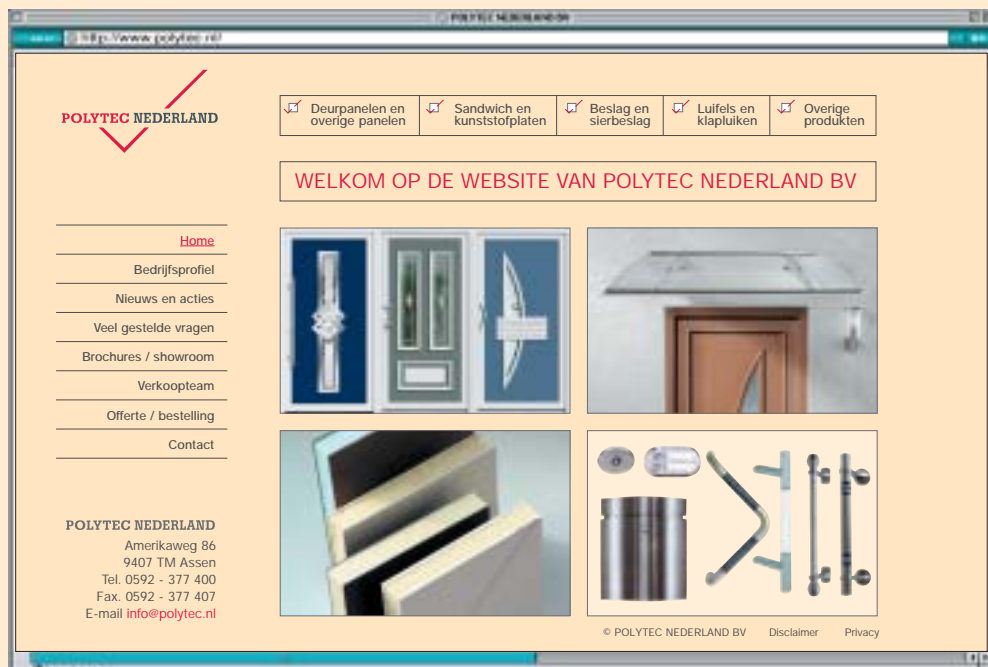 POLYTEC NEDERLAND BV
http://www.polytec.nl/
POLYTEC NEDERLAND
Deurpanelen en
overige panelen
Sandwich en
kunststofplaten
Beslag en
sierbeslag
Luifels en
klapluiken
Overige
produkten
WELKOM OP DE WEBSITE VAN POLYTEC NEDERLAND BV
Home
Bedrijfsprofiel
Nieuws en acties
Veel gestelde vragen
Brochures / showroom
Verkoopteam
Offerte / bestelling
Contact
POLYTEC NEDERLAND
Amerikaweg 86
9407 TM Assen
Tel. 0592 - 377 400
Fax. 0592 - 377 407
E-mail info@polytec.nl
© POLYTEC NEDERLAND BV
Disclaimer
Privacy